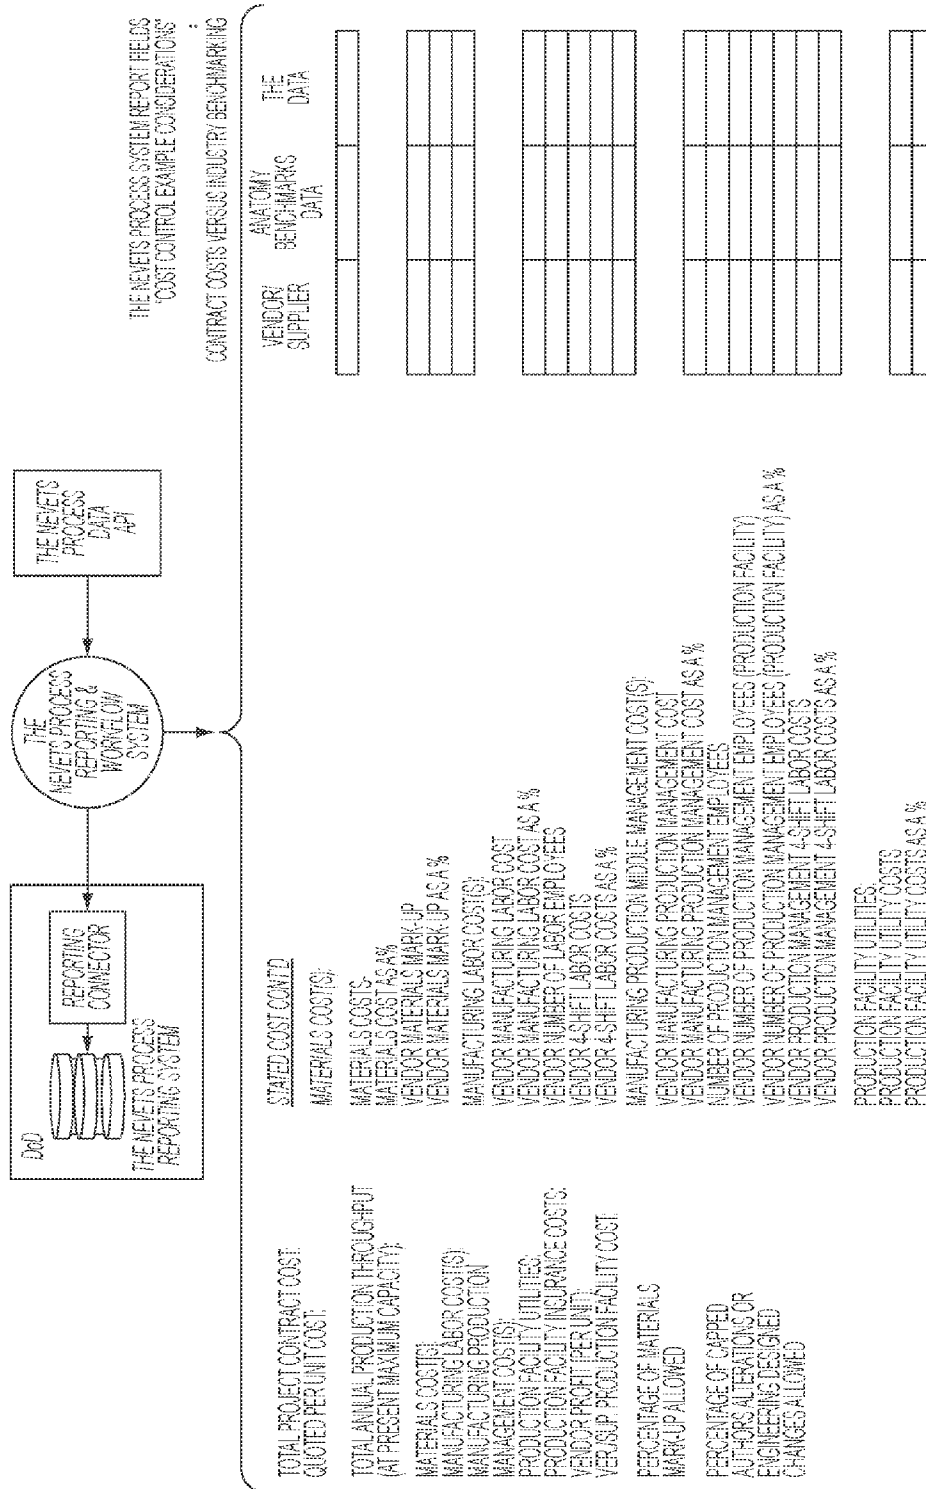 DoD
THE NEVETS PROCESS
REPORTING SYSTEM
REPORTING
CONNECTOR
THE
NEVETS PROCESS
REPORTING &
WORKFLOW
SYSTEM
THE NEVETS
PROCESS
DATA
API
THE NEVETS PROCESS SYSTEM REPORT FIELDS
"COST CONTROL EXAMPLE CONSIDERATIONS"
:
CONTRACT COSTS VERSUS INDUSTRY BENCHMARKING
TOTAL PROJECT CONTRACT COST:
QUOTED PER UNIT COST:
TOTAL ANNUAL PRODUCTION THROUGHPUT
(AT PRESENT MAXIMUM CAPACITY):
MATERIALS COST(S):
MANUFACTURING LABOR COST(S):
MANUFACTURING PRODUCTION
MANAGEMENT COST(S):
PRODUCTION FACILITY UTILITIES:
PRODUCTION FACILITY INSURANCE COSTS:
VENDOR PROFIT (PER UNIT):
VER/SUP. PRODUCTION FACILITY COST:
PERCENTAGE OF MATERIALS
MARKUP ALLOWED
PERCENTAGE OF CAPPED
AUTHORS ALTERATIONS OR
ENGINEERING DESIGNED
CHANGES ALLOWED
STATED COST CONT'D
MATERIALS COST(S):
MATERIALS COSTS
MATERIALS COST AS A%
VENDOR MATERIALS MARK-UP
VENDOR MATERIALS MARK UP AS A %
MANUFACTURING LABOR COST(S):
VENDOR MANUFACTURING LABOR COST
VENDOR MANUFACTURING LABOR COST AS A %
VENDOR NUMBER OF LABOR EMPLOYEES
VENDOR 4-SHIFT LABOR COSTS
VENDOR 4-SHIFT LABOR COSTS AS A %
MANUFACTURING PRODUCTION MIDDLE MANAGEMENT COST(S):
VENDOR MANUFACTURING PRODUCTION MANAGEMENT COST
VENDOR MANUFACTURING PRODUCTION MANAGEMENT COST AS A %
NUMBER OF PRODUCTION MANAGEMENT EMPLOYEES
VENDOR NUMBER OF PRODUCTION MANAGEMENT EMPLOYEES (PRODUCTION FACILITY)
VENDOR NUMBER OF PRODUCTION MANAGEMENT EMPLOYEES (PRODUCTION FACILITY) AS A %
VENDOR PRODUCTION MANAGEMENT 4-SHIFT LABOR COSTS
VENDOR PRODUCTION MANAGEMENT 4-SHIFT LABOR COSTS AS A %
PRODUCTION FACILITY UTILITIES:
PRODUCTION FACILITY UTILITY COSTS
PRODUCTION FACILITY UTILITY COSTS AS A %
VENDOR/
SUPPLIER
ANATOMY
BENCHMARKS
DATA
THE
DATA